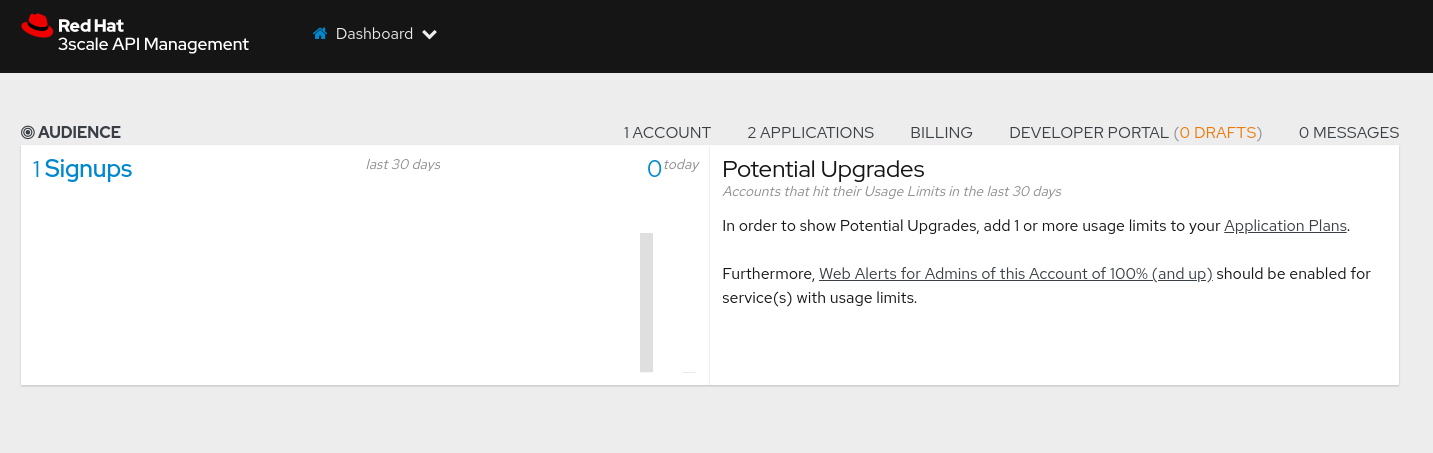 Red Hat
3scale API Management
Dashboard
AUDIENCE
1 ACCOUNT
2 APPLICATIONS
BILLING
DEVELOPER PORTAL (0 DRAFTS)
0 MESSAGES
1 Signups
last 30 days
0 today
Potential Upgrades
Accounts that hit their Usage Limits in the last 30 days
In order to show Potential Upgrades, add 1 or more usage limits to your Application Plans.
Furthermore, Web Alerts for Admins of this Account of 100% (and up) should be enabled for
service(s) with usage limits.